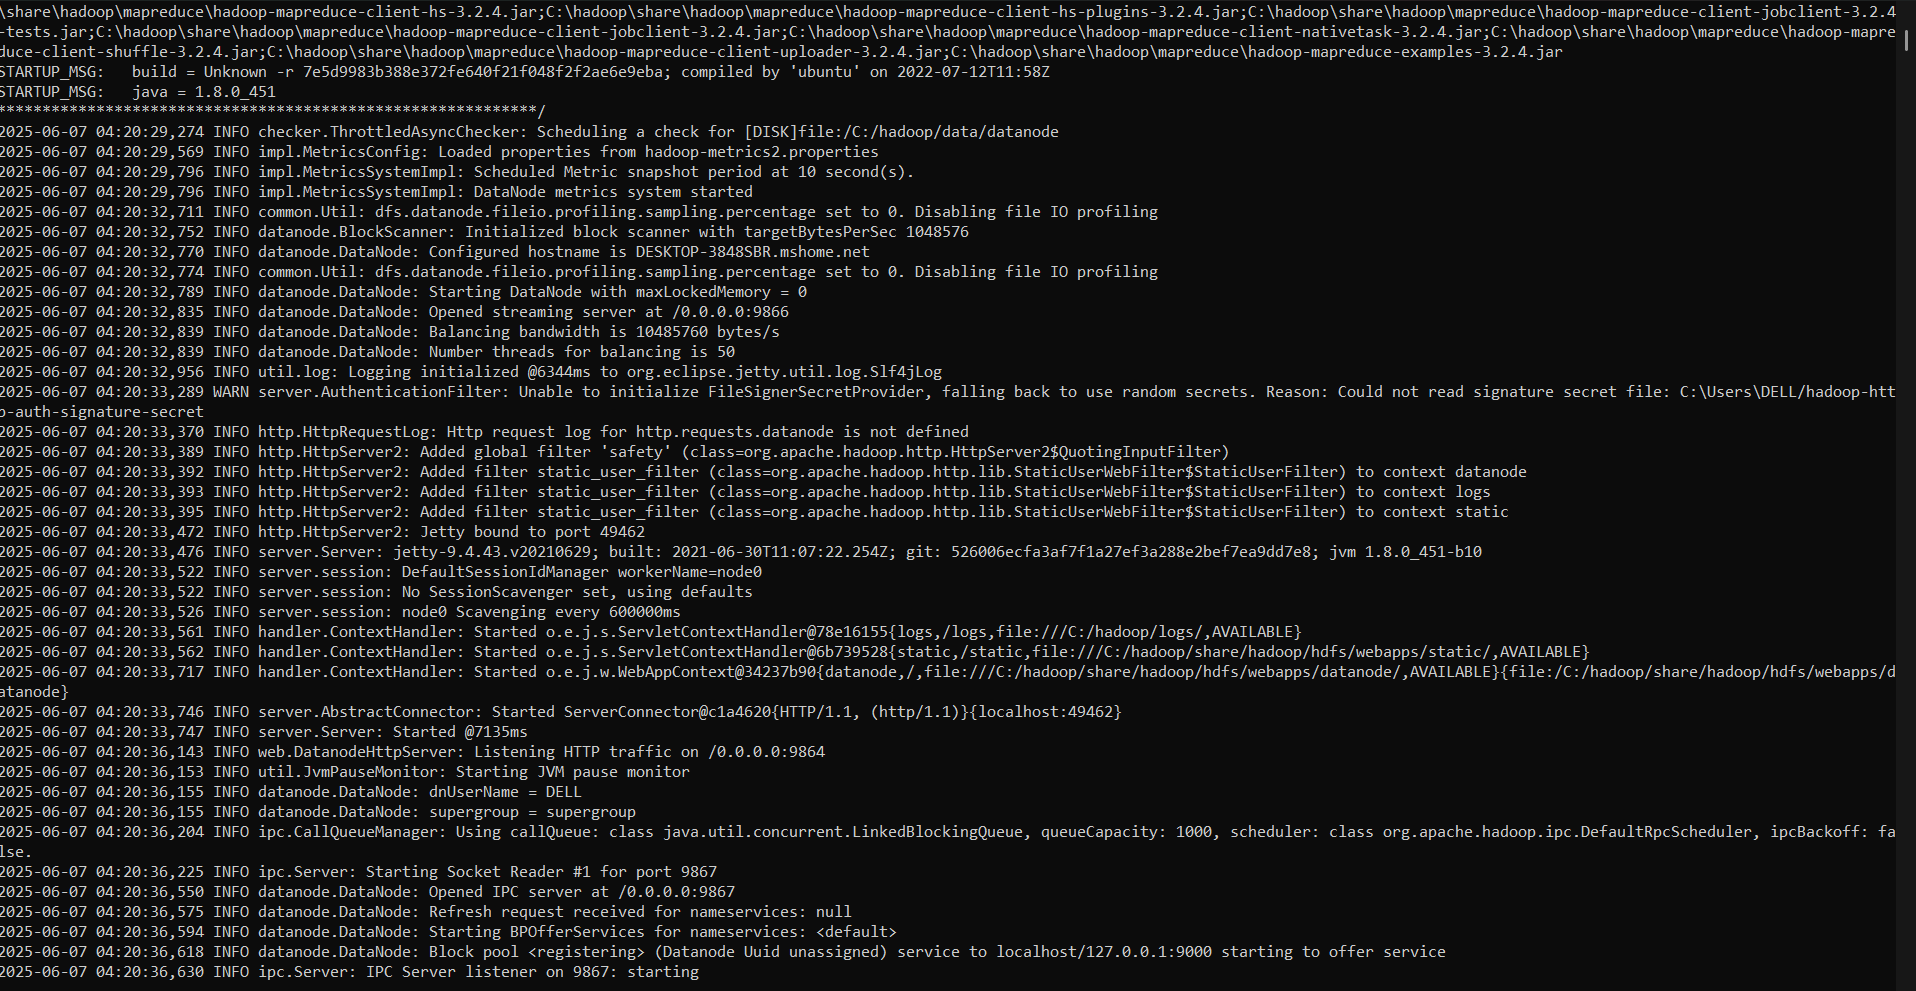 \share\hadoop\mapreduce\hadoop-mapreduce-client-hs-3.2.4.jar;C:\hadoop\share\hadoop\mapreduce\hadoop-mapreduce-client-hs-plugins-3.2.4.jar;C:\hadoop\share\hadoop\mapreduce\hadoop-mapreduce-client-jobclient-3.2.4
-tests.jar;C:\hadoop\share\hadoop\mapreduce\hadoop-mapreduce-client-jobclient-3.2.4.jar;C:\hadoop\share\hadoop\mapreduce\hadoop-mapreduce-client-nativetask-3.2.4.jar;C:\hadoop\share\hadoop\mapreduce\hadoop-mapre
duce-client-shuffle-3.2.4.jar;C:\hadoop\share\hadoop\mapreduce\hadoop-mapreduce-client-uploader-3.2.4.jar;C:\hadoop\share\hadoop\mapreduce\hadoop-mapreduce-examples-3.2.4.jar
STARTUP_MSG:   build = Unknown -r 7e5d9983b388e372fe640f21f048f2f2ae6e9eba; compiled by 'ubuntu' on 2022-07-12T11:58Z
STARTUP_MSG:   java = 1.8.0_451
************************************************************/
2025-06-07 04:20:29,274 INFO checker.ThrottledAsyncChecker: Scheduling a check for [DISK]file:/C:/hadoop/data/datanode
2025-06-07 04:20:29,569 INFO impl.MetricsConfig: Loaded properties from hadoop-metrics2.properties
2025-06-07 04:20:29,796 INFO impl.MetricsSystemImpl: Scheduled Metric snapshot period at 10 second(s).
2025-06-07 04:20:29,796 INFO impl.MetricsSystemImpl: DataNode metrics system started
2025-06-07 04:20:32,711 INFO common.Util: dfs.datanode.fileio.profiling.sampling.percentage set to 0. Disabling file IO profiling
2025-06-07 04:20:32,752 INFO datanode.BlockScanner: Initialized block scanner with targetBytesPerSec 1048576
2025-06-07 04:20:32,770 INFO datanode.DataNode: Configured hostname is DESKTOP-3848SBR.mshome.net
2025-06-07 04:20:32,774 INFO common.Util: dfs.datanode.fileio.profiling.sampling.percentage set to 0. Disabling file IO profiling
2025-06-07 04:20:32,789 INFO datanode.DataNode: Starting DataNode with maxLockedMemory = 0
2025-06-07 04:20:32,835 INFO datanode.DataNode: Opened streaming server at /0.0.0.0:9866
2025-06-07 04:20:32,839 INFO datanode.DataNode: Balancing bandwidth is 10485760 bytes/s
2025-06-07 04:20:32,839 INFO datanode.DataNode: Number threads for balancing is 50
2025-06-07 04:20:32,956 INFO util.log: Logging initialized @6344ms to org.eclipse.jetty.util.log.Slf4jLog
2025-06-07 04:20:33,289 WARN server.AuthenticationFilter: Unable to initialize FileSignerSecretProvider, falling back to use random secrets. Reason: Could not read signature secret file: C:\Users\DELL/hadoop-htt
p-auth-signature-secret
2025-06-07 04:20:33,370 INFO http.HttpRequestLog: Http request log for http.requests.datanode is not defined
2025-06-07 04:20:33,389 INFO http.HttpServer2: Added global filter 'safety' (class=org.apache.hadoop.http.HttpServer2$QuotingInputFilter)
2025-06-07 04:20:33,392 INFO http.HttpServer2: Added filter static_user_filter (class=org.apache.hadoop.http.lib.StaticUserWebFilter$StaticUserFilter) to context datanode
2025-06-07 04:20:33,393 INFO http.HttpServer2: Added filter static_user_filter (class=org.apache.hadoop.http.lib.StaticUserWebFilter$StaticUserFilter) to context logs
2025-06-07 04:20:33,395 INFO http.HttpServer2: Added filter static_user_filter (class=org.apache.hadoop.http.lib.StaticUserWebFilter$StaticUserFilter) to context static
2025-06-07 04:20:33,472 INFO http.HttpServer2: Jetty bound to port 49462
2025-06-07 04:20:33,476 INFO server.Server: jetty-9.4.43.v20210629; built: 2021-06-30T11:07:22.254Z; git: 526006ecfa3af7f1a27ef3a288e2bef7ea9dd7e8; jvm 1.8.0_451-b10
2025-06-07 04:20:33,522 INFO server.session: DefaultSessionIdManager workerName=node0
2025-06-07 04:20:33,522 INFO server.session: No SessionScavenger set, using defaults
2025-06-07 04:20:33,526 INFO server.session: node0 Scavenging every 600000ms
2025-06-07 04:20:33,561 INFO handler.ContextHandler: Started o.e.j.s.ServletContextHandler@78e16155{logs,/logs,file:///C:/hadoop/logs/,AVAILABLE}
2025-06-07 04:20:33,562 INFO handler.ContextHandler: Started o.e.j.s.ServletContextHandler@6b739528{static,/static,file:///C:/hadoop/share/hadoop/hdfs/webapps/static/,AVAILABLE}
2025-06-07 04:20:33,717 INFO handler.ContextHandler: Started o.e.j.w.WebAppContext@34237b90{datanode,/,file:///C:/hadoop/share/hadoop/hdfs/webapps/datanode/,AVAILABLE}{file:/C:/hadoop/share/hadoop/hdfs/webapps/d
atanode}
2025-06-07 04:20:33,746 INFO server.AbstractConnector: Started ServerConnector@c1a4620{HTTP/1.1, (http/1.1)}{localhost:49462}
2025-06-07 04:20:33,747 INFO server.Server: Started @7135ms
2025-06-07 04:20:36,143 INFO web.DatanodeHttpServer: Listening HTTP traffic on /0.0.0.0:9864
2025-06-07 04:20:36,153 INFO util.JvmPauseMonitor: Starting JVM pause monitor
2025-06-07 04:20:36,155 INFO datanode.DataNode: dnUserName = DELL
2025-06-07 04:20:36,155 INFO datanode.DataNode: supergroup = supergroup
2025-06-07 04:20:36,204 INFO ipc.CallQueueManager: Using callQueue: class java.util.concurrent.LinkedBlockingQueue, queueCapacity: 1000, scheduler: class org.apache.hadoop.ipc.DefaultRpcScheduler, ipcBackoff: fa
lse.
2025-06-07 04:20:36,225 INFO ipc.Server: Starting Socket Reader #1 for port 9867
2025-06-07 04:20:36,550 INFO datanode.DataNode: Opened IPC server at /0.0.0.0:9867
2025-06-07 04:20:36,575 INFO datanode.DataNode: Refresh request received for nameservices: null
2025-06-07 04:20:36,594 INFO datanode.DataNode: Starting BPOfferServices for nameservices: <default>
2025-06-07 04:20:36,618 INFO datanode.DataNode: Block pool <registering> (Datanode Uuid unassigned) service to localhost/127.0.0.1:9000 starting to offer service
2025-06-07 04:20:36,630 INFO ipc.Server: IPC Server listener on 9867: starting